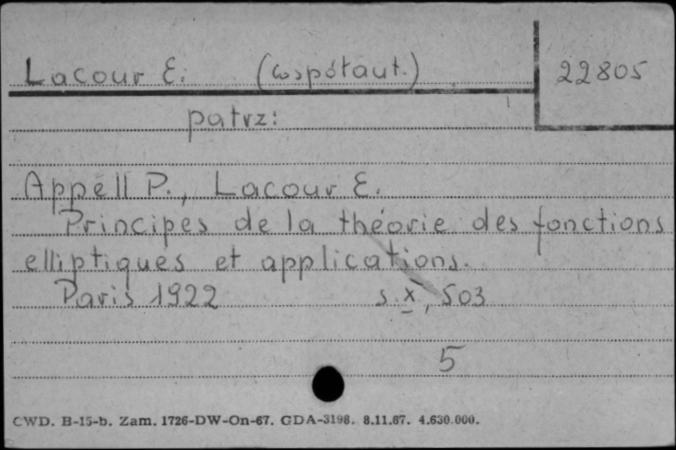 Lacour E. (współaut.) 22805
patrz:
Appell P., Lacour E.
Principes de la théorie des fonctions
elliptiques et applications.
Paris 1922 s. X, 503
5
CWD. B-15-b. Zam. 1726-DW-On-67. GDA-3198. 8.11.67. 4.630.000.